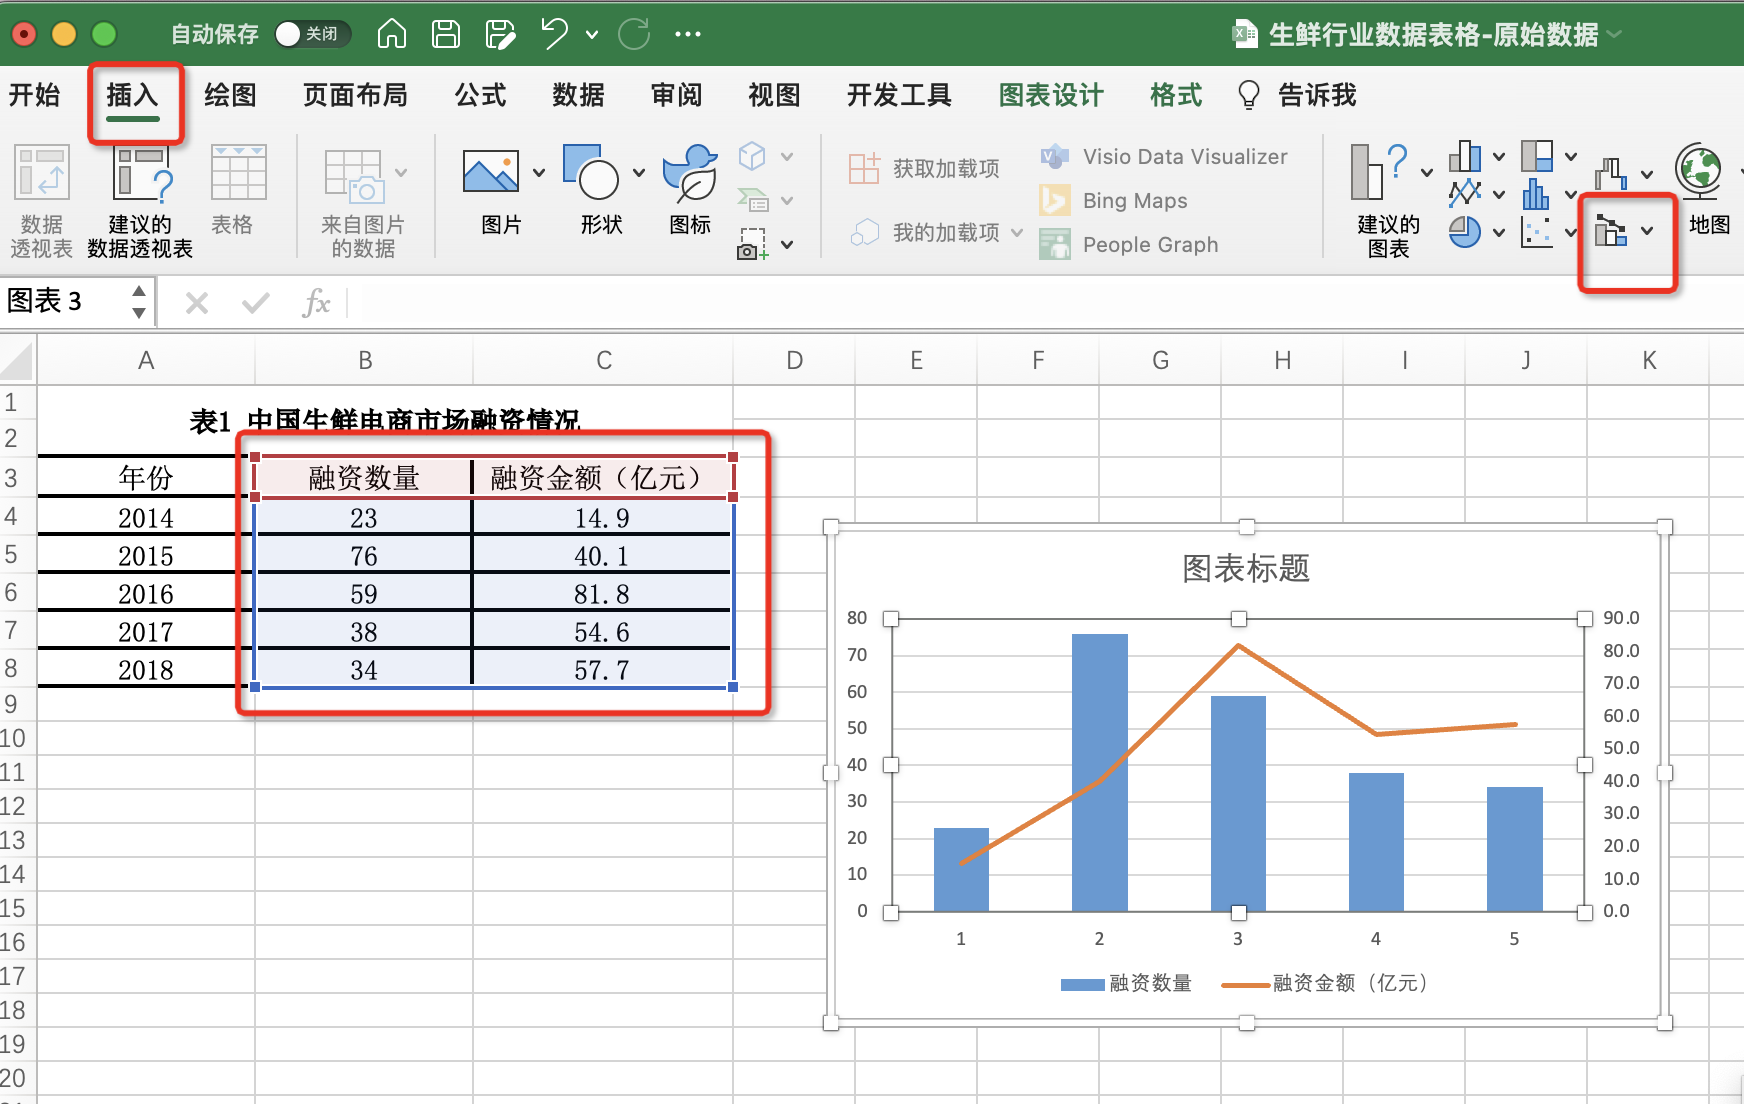 自动保存 关闭 生鲜行业数据表格-原始数据
开始 插入 绘图 页面布局 公式 数据 审阅 视图 开发工具 图表设计 格式 告诉我
数据
透视表
建议的
数据透视表
表格
来自图片
的数据
图片
形状
图标
获取加载项
我的加载项
Visio Data Visualizer
Bing Maps
People Graph
建议的
图表
地图
图表 3
fx
A B C D E F G H I J K
1 表1 中国生鲜电商市场融资情况
2
3 年份 融资数量 融资金额（亿元）
4 2014 23 14.9
5 2015 76 40.1
6 2016 59 81.8
7 2017 38 54.6
8 2018 34 57.7
9
10
11
12
13
14
15
16
17
18
19
20
图表标题
80 90.0
70 80.0
60 70.0
50 60.0
40 50.0
30 40.0
20 30.0
10 20.0
0 10.0
0.0
1 2 3 4 5
融资数量 融资金额（亿元）